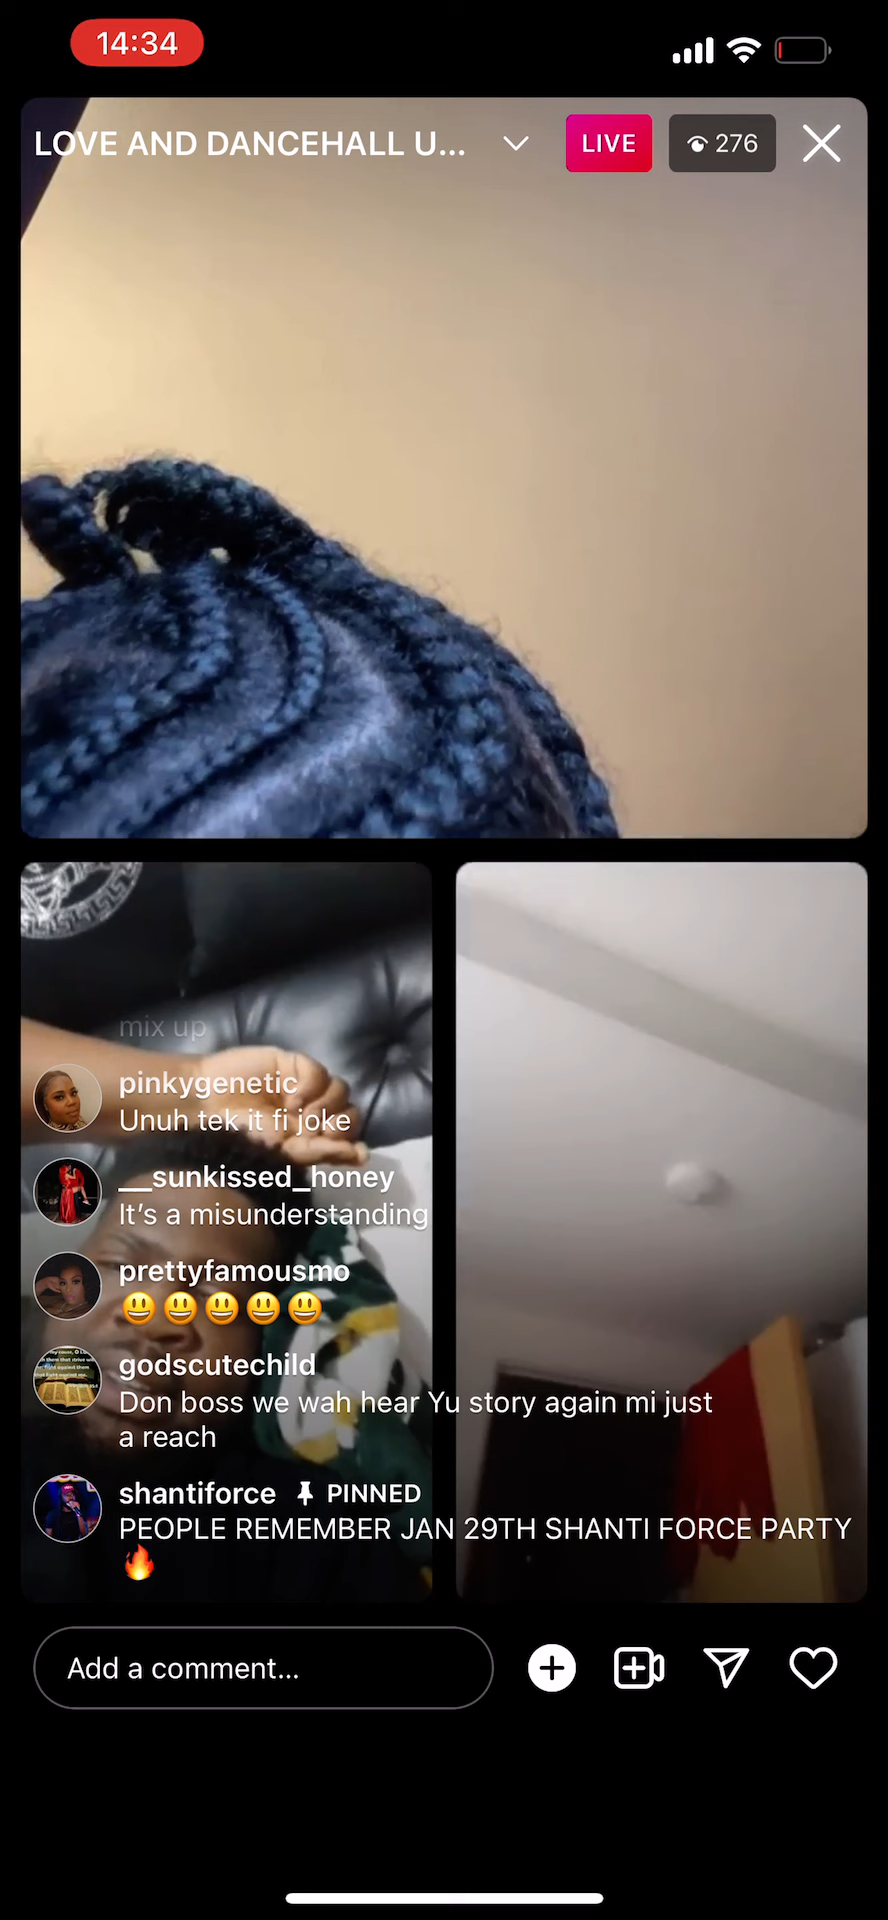 14:34
LOVE AND DANCEHALL U...
LIVE
276
mix up
pinkygenetic
Unuh tek it fi joke
__sunkissed_honey
It's a misunderstanding
prettyfamousmo
😃😃😃😃😃
godscutechild
Don boss we wah hear Yu story again mi just
a reach
shantiforce PINNED
PEOPLE REMEMBER JAN 29TH SHANTI FORCE PARTY
🔥
Add a comment...